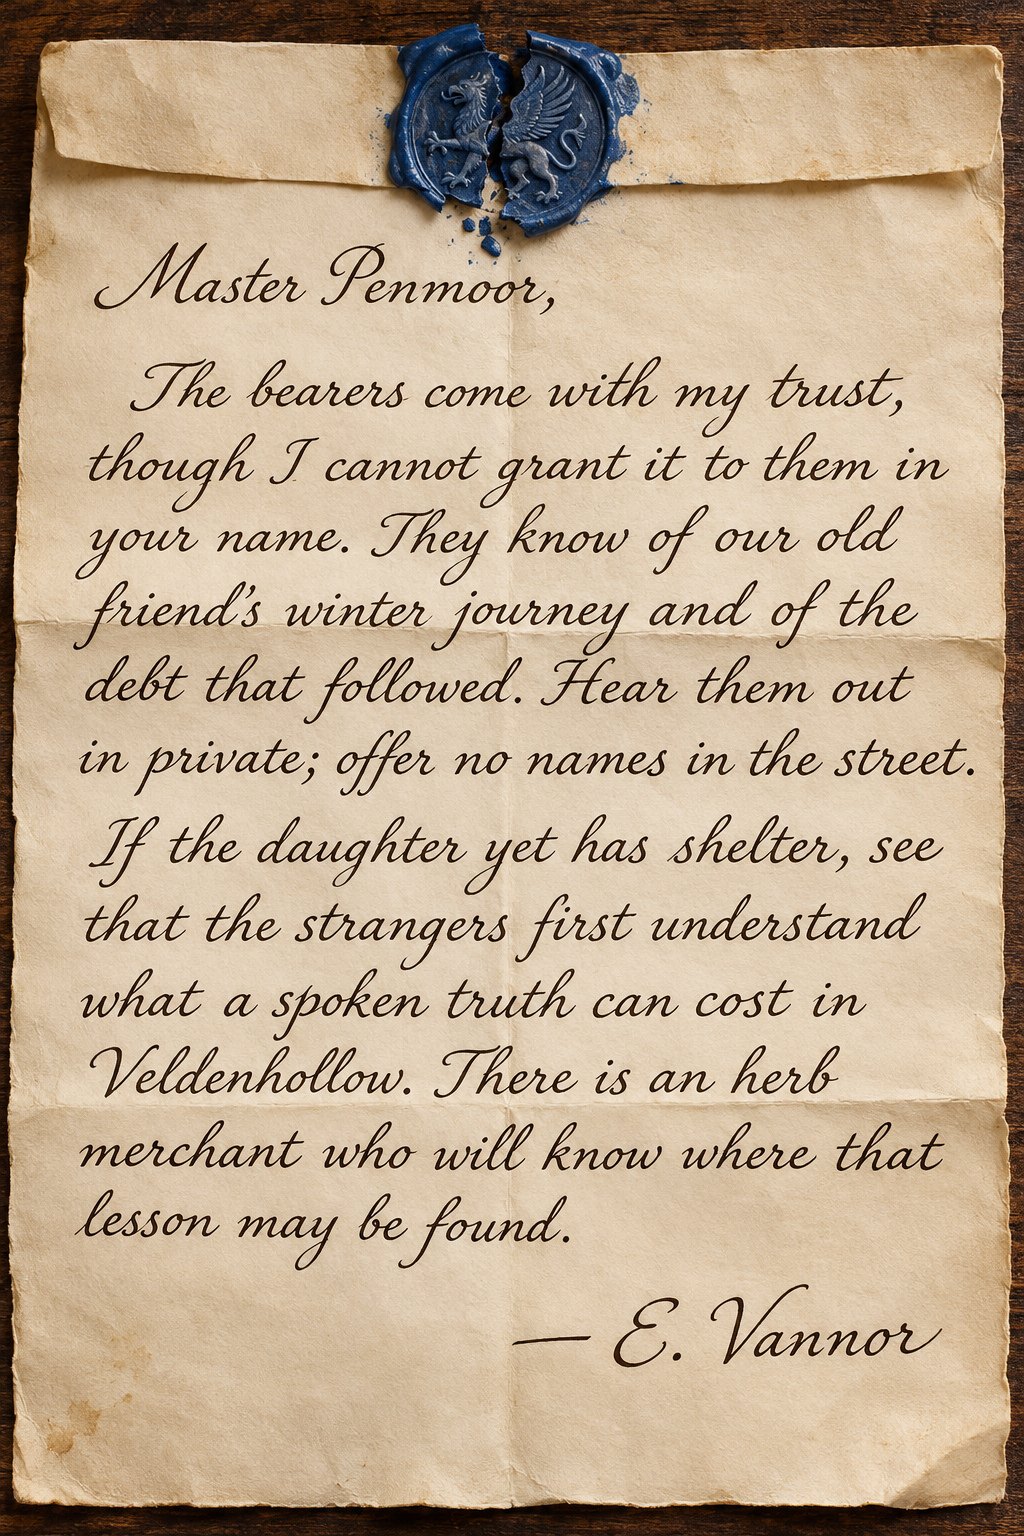 Master Penmoor,
The bearers come with my trust,
though I cannot grant it to them in
your name. They know of our old
friend's winter journey and of the
debt that followed. Hear them out
in private; offer no names in the street.
If the daughter yet has shelter, see
that the strangers first understand
what a spoken truth can cost in
Veldenhollow. There is an herb
merchant who will know where that
lesson may be found.
— E. Vannor